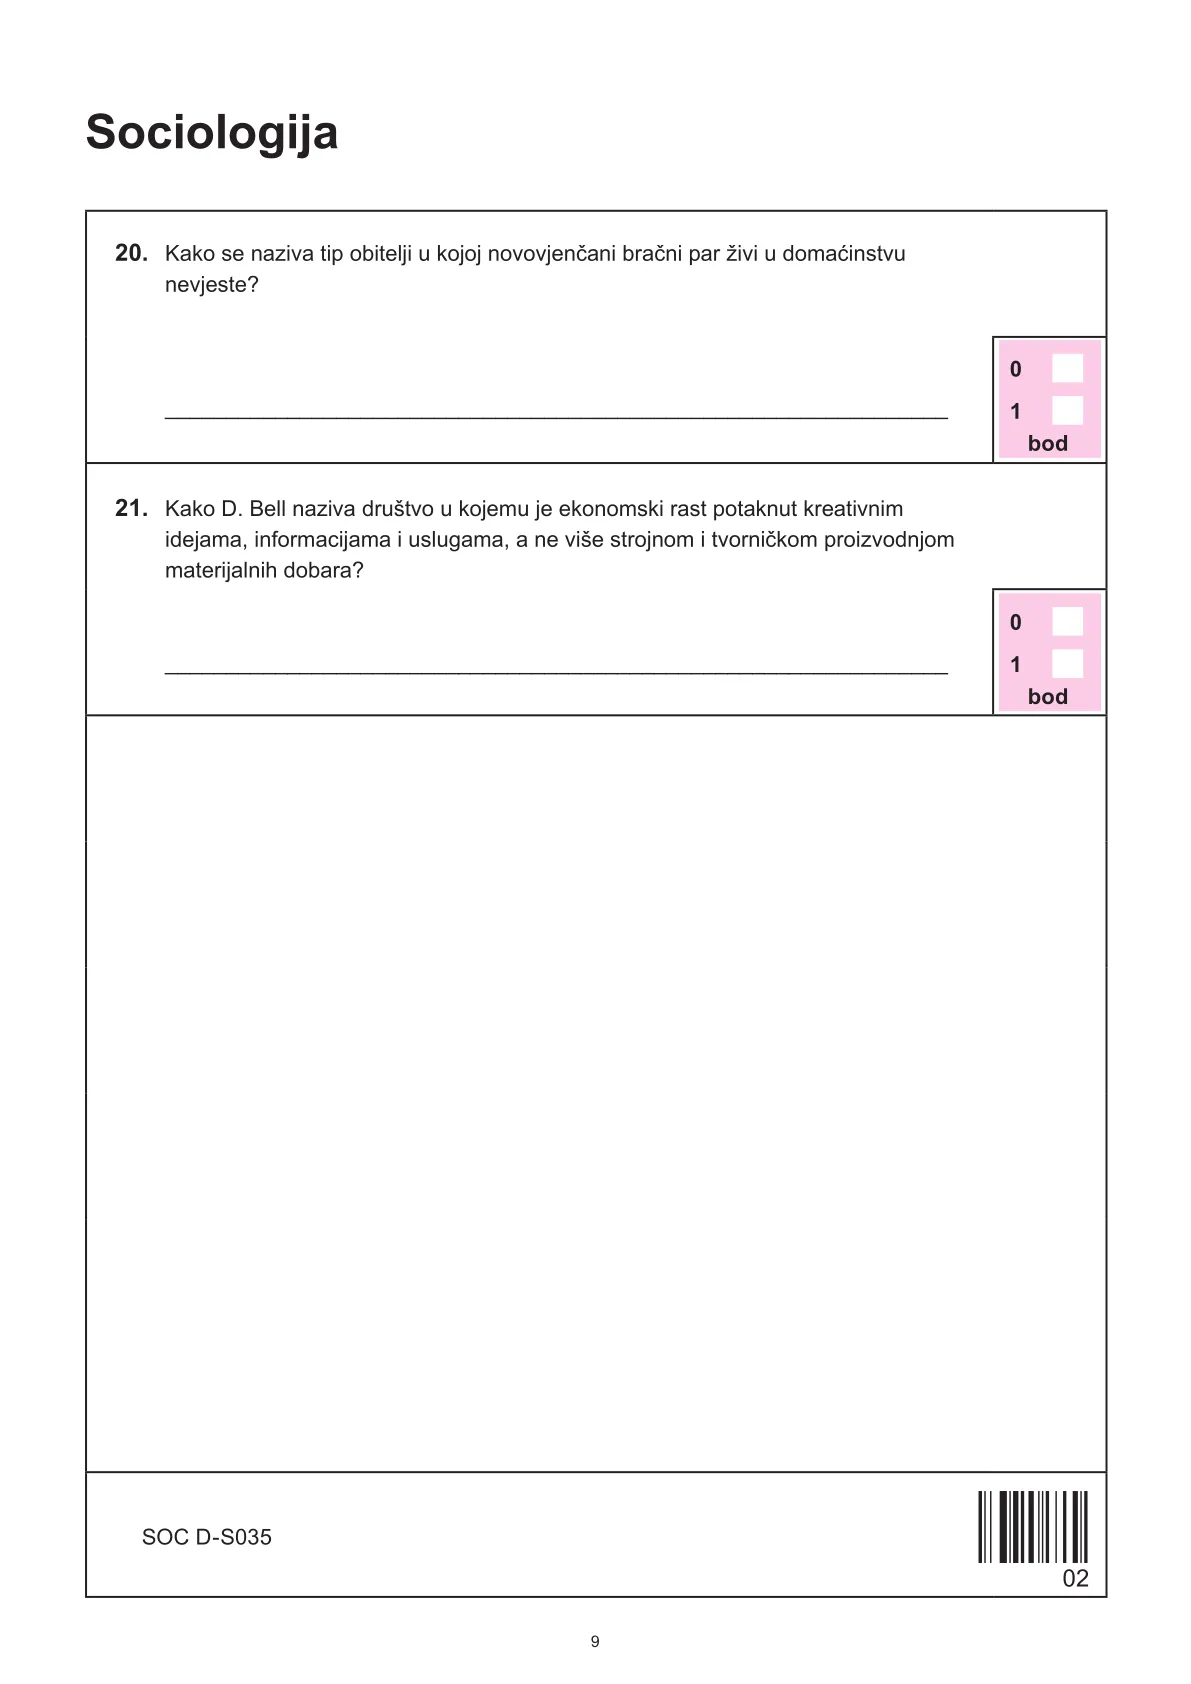 Sociologija
20. Kako se naziva tip obitelji u kojoj novovjenčani bračni par živi u domaćinstvu
nevjeste?
0
1
bod
21. Kako D. Bell naziva društvo u kojemu je ekonomski rast potaknut kreativnim
idejama, informacijama i uslugama, a ne više strojnom i tvorničkom proizvodnjom
materijalnih dobara?
0
1
bod
SOC D-S035
02
9